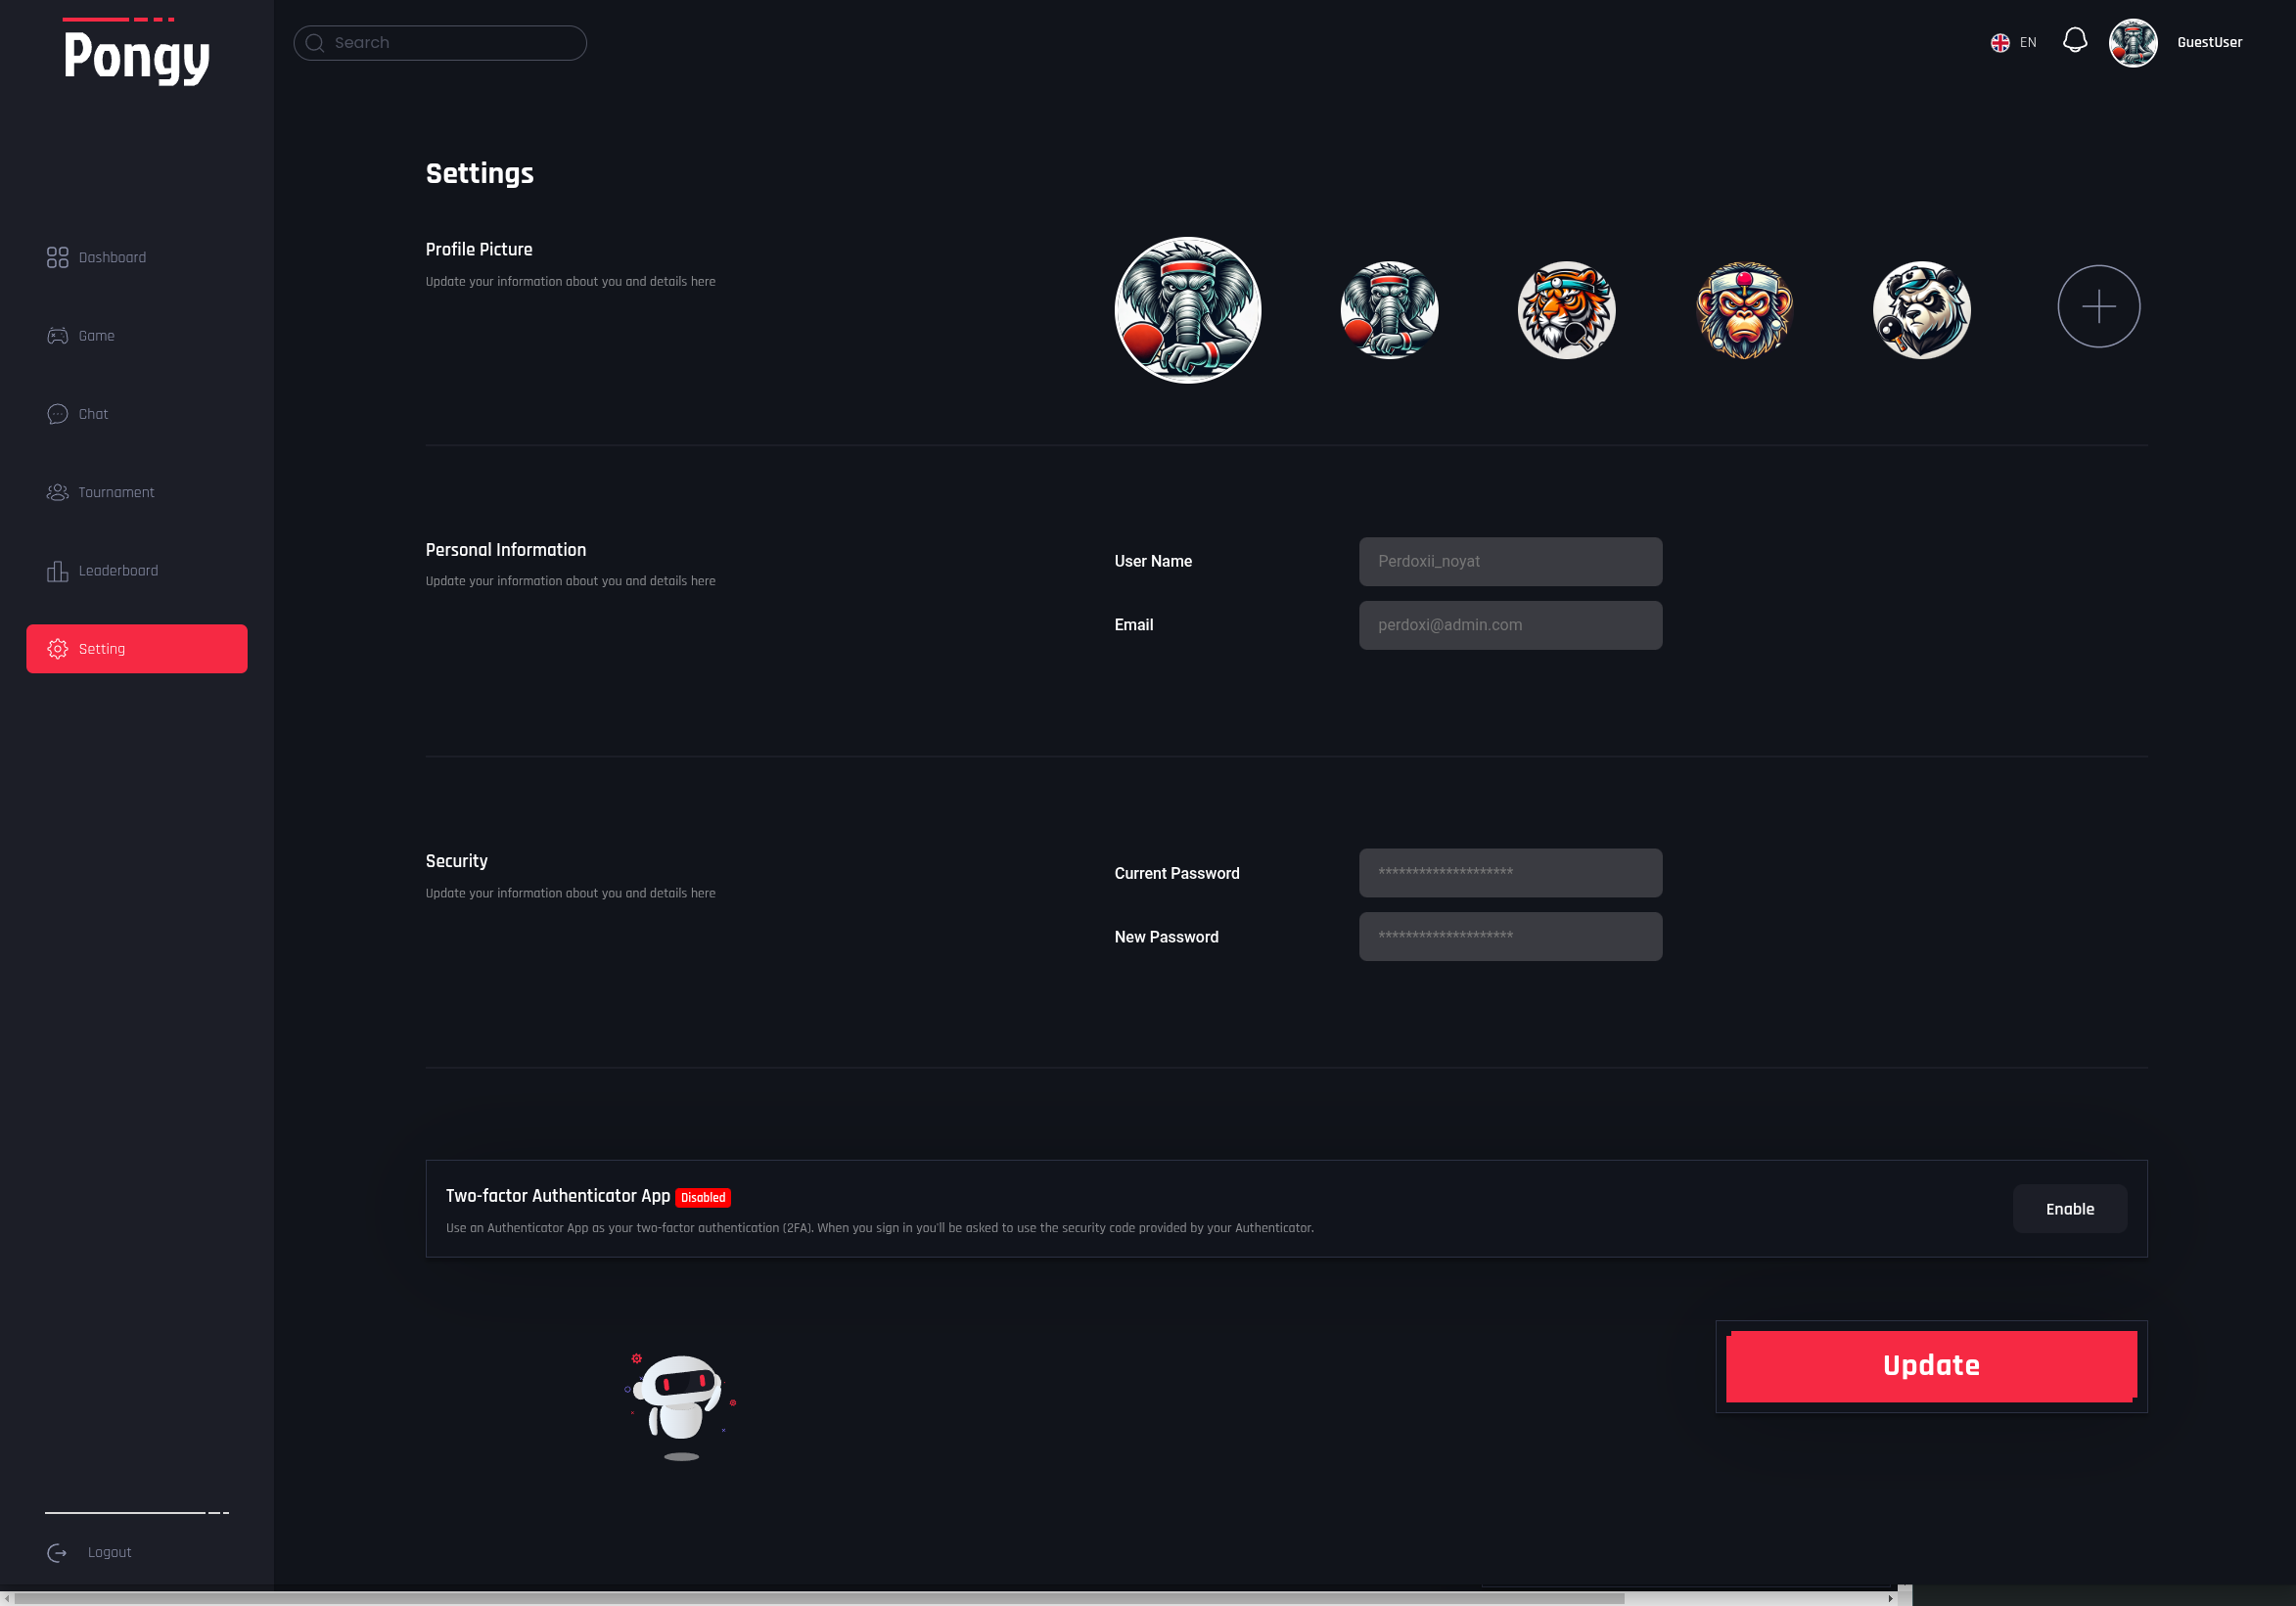 Pongy
Search
EN
GuestUser
Dashboard
Game
Chat
Tournament
Leaderboard
Setting
Logout
Settings
Profile Picture
Update your information about you and details here
Personal Information
Update your information about you and details here
User Name
Perdoxii_noyat
Email
perdoxi@admin.com
Security
Update your information about you and details here
Current Password
********************
New Password
********************
Two-factor Authenticator App Disabled
Use an Authenticator App as your two-factor authentication (2FA). When you sign in you'll be asked to use the security code provided by your Authenticator.
Enable
Update